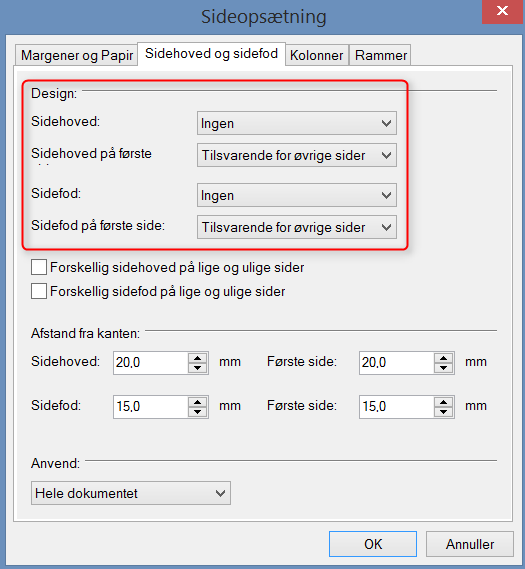 Sideopsætning
Margener og Papir Sidehoved og sidefod Kolonner Rammer
Design:
Sidehoved: Ingen
Sidehoved på første Tilsvarende for øvrige sider
Sidefod: Ingen
Sidefod på første side: Tilsvarende for øvrige sider
Forskellig sidehoved på lige og ulige sider
Forskellig sidefod på lige og ulige sider
Afstand fra kanten:
Sidehoved: 20,0 mm Første side: 20,0 mm
Sidefod: 15,0 mm Første side: 15,0 mm
Anvend:
Hele dokumentet
OK Annuller